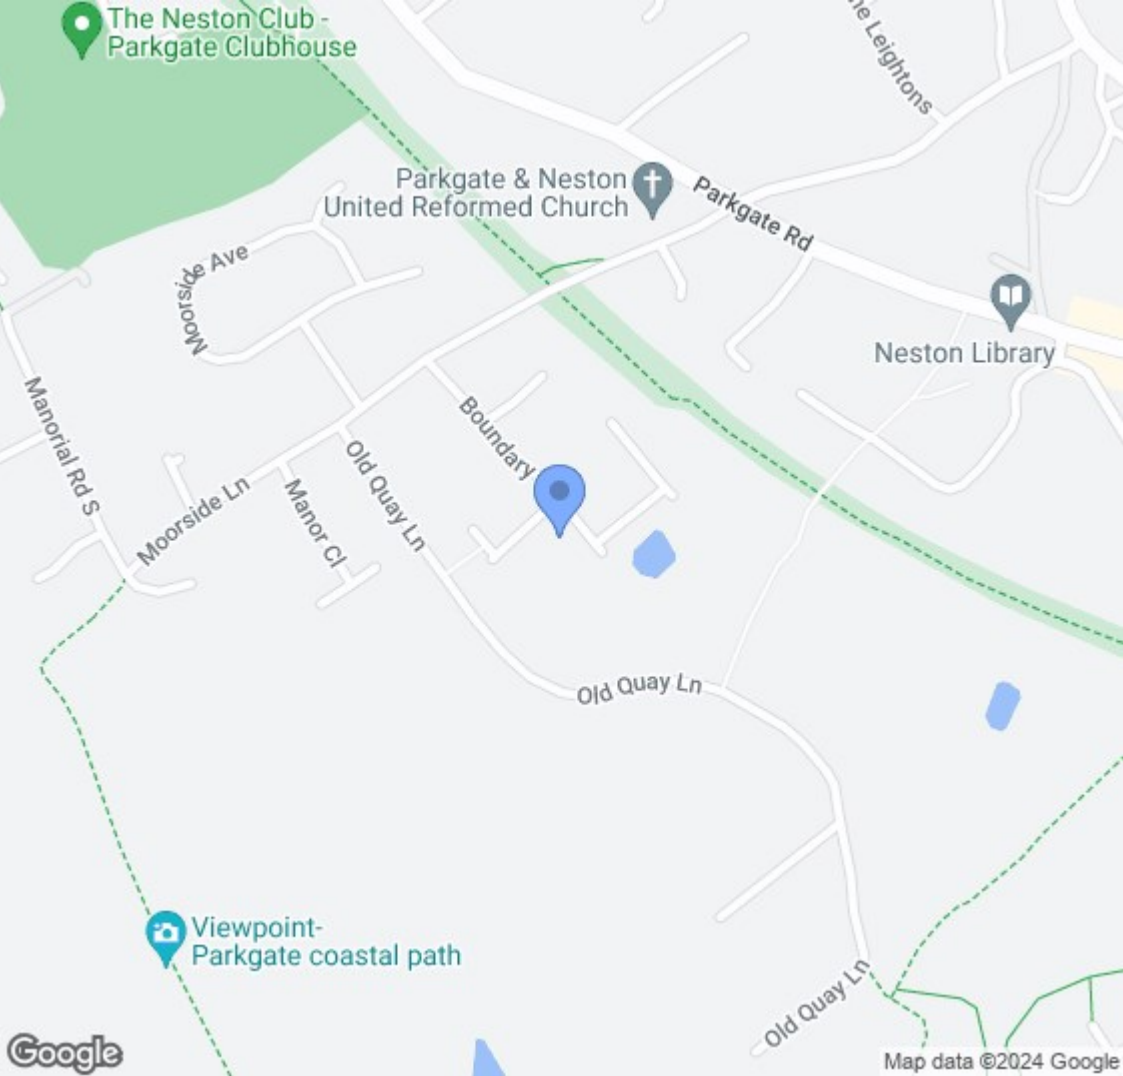 The Neston Club -
Parkgate Clubhouse
Leightons
Parkgate & Neston
United Reformed Church
Parkgate Rd
Moorside Ave
Neston Library
Manorial Rd S
Boundary
Old Quay Ln
Moorside Ln
Manor Cl
Old Quay Ln
Viewpoint-
Parkgate coastal path
Old Quay Ln
Google
Map data ©2024 Google